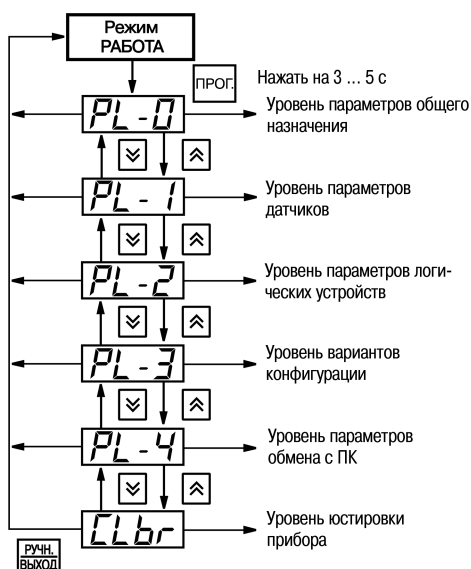 Режим
РАБОТА
ПРОГ.
Нажать на 3 ... 5 с
PL-0
Уровень параметров общего
назначения
PL-1
Уровень параметров
датчиков
PL-2
Уровень параметров логи-
ческих устройств
PL-3
Уровень вариантов
конфигурации
PL-4
Уровень параметров
обмена с ПК
CLbr
Уровень юстировки
прибора
РУЧН.
ВЫХОД